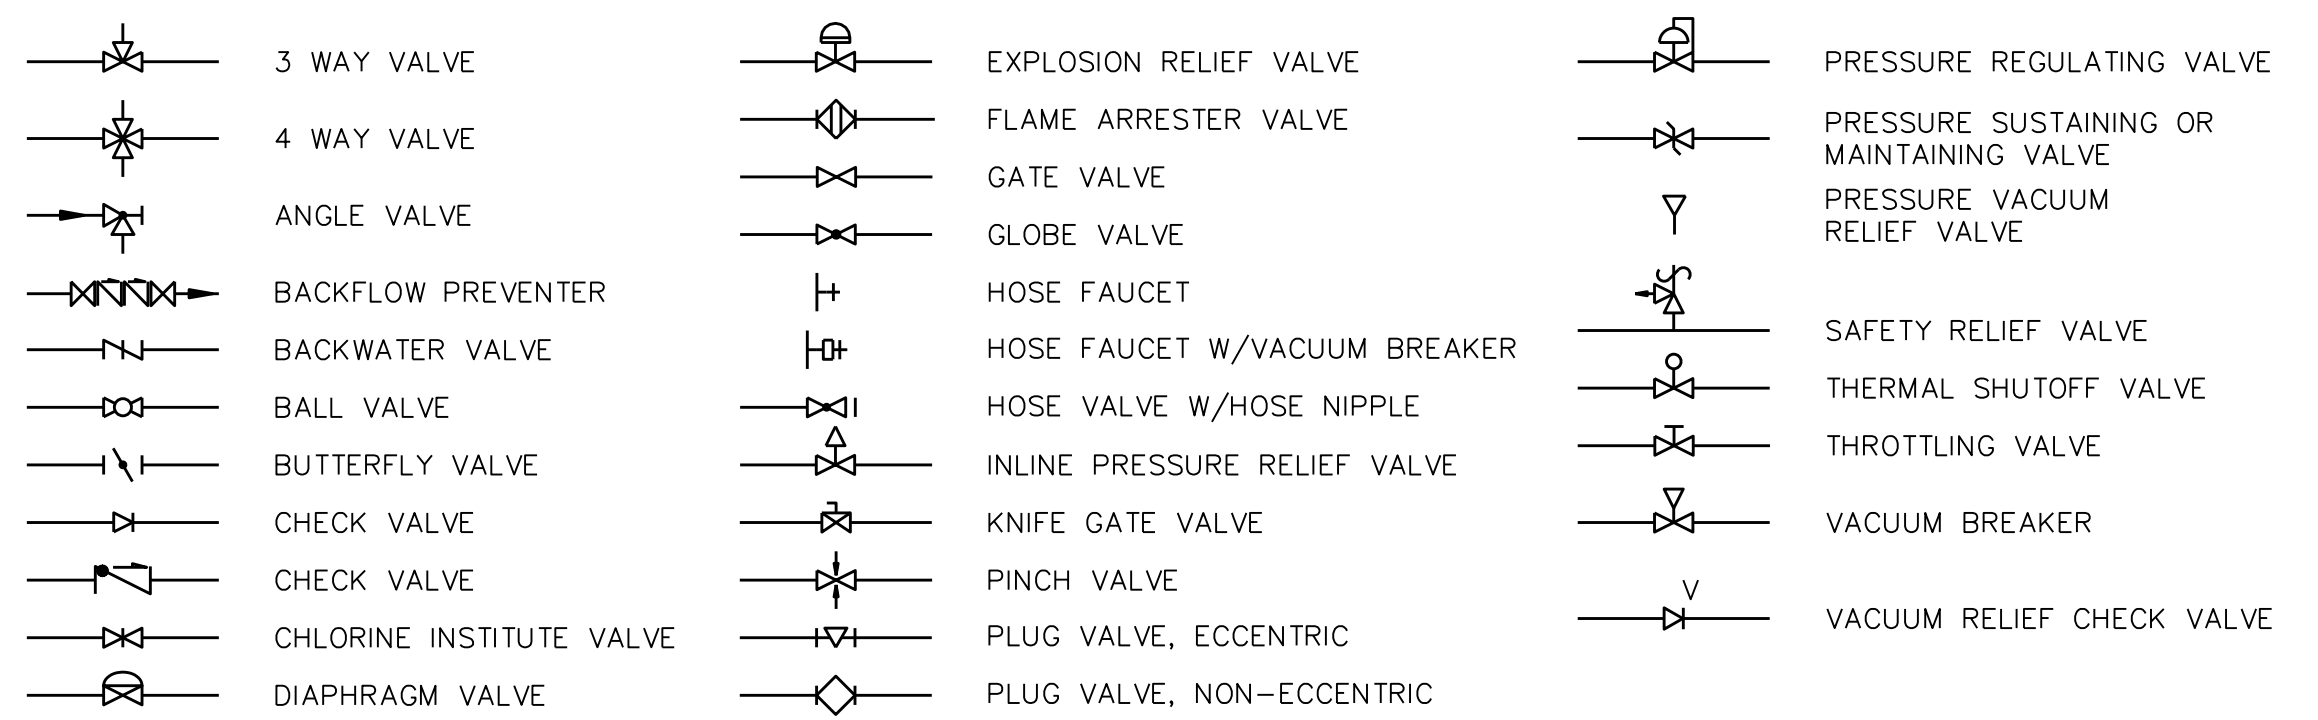 3 WAY VALVE
4 WAY VALVE
ANGLE VALVE
BACKFLOW PREVENTER
BACKWATER VALVE
BALL VALVE
BUTTERFLY VALVE
CHECK VALVE
CHECK VALVE
CHLORINE INSTITUTE VALVE
DIAPHRAGM VALVE
EXPLOSION RELIEF VALVE
FLAME ARRESTER VALVE
GATE VALVE
GLOBE VALVE
HOSE FAUCET
HOSE FAUCET W/VACUUM BREAKER
HOSE VALVE W/HOSE NIPPLE
INLINE PRESSURE RELIEF VALVE
KNIFE GATE VALVE
PINCH VALVE
PLUG VALVE, ECCENTRIC
PLUG VALVE, NON-ECCENTRIC
PRESSURE REGULATING VALVE
PRESSURE SUSTAINING OR
MAINTAINING VALVE
PRESSURE VACUUM
RELIEF VALVE
SAFETY RELIEF VALVE
THERMAL SHUTOFF VALVE
THROTTLING VALVE
VACUUM BREAKER
V
VACUUM RELIEF CHECK VALVE